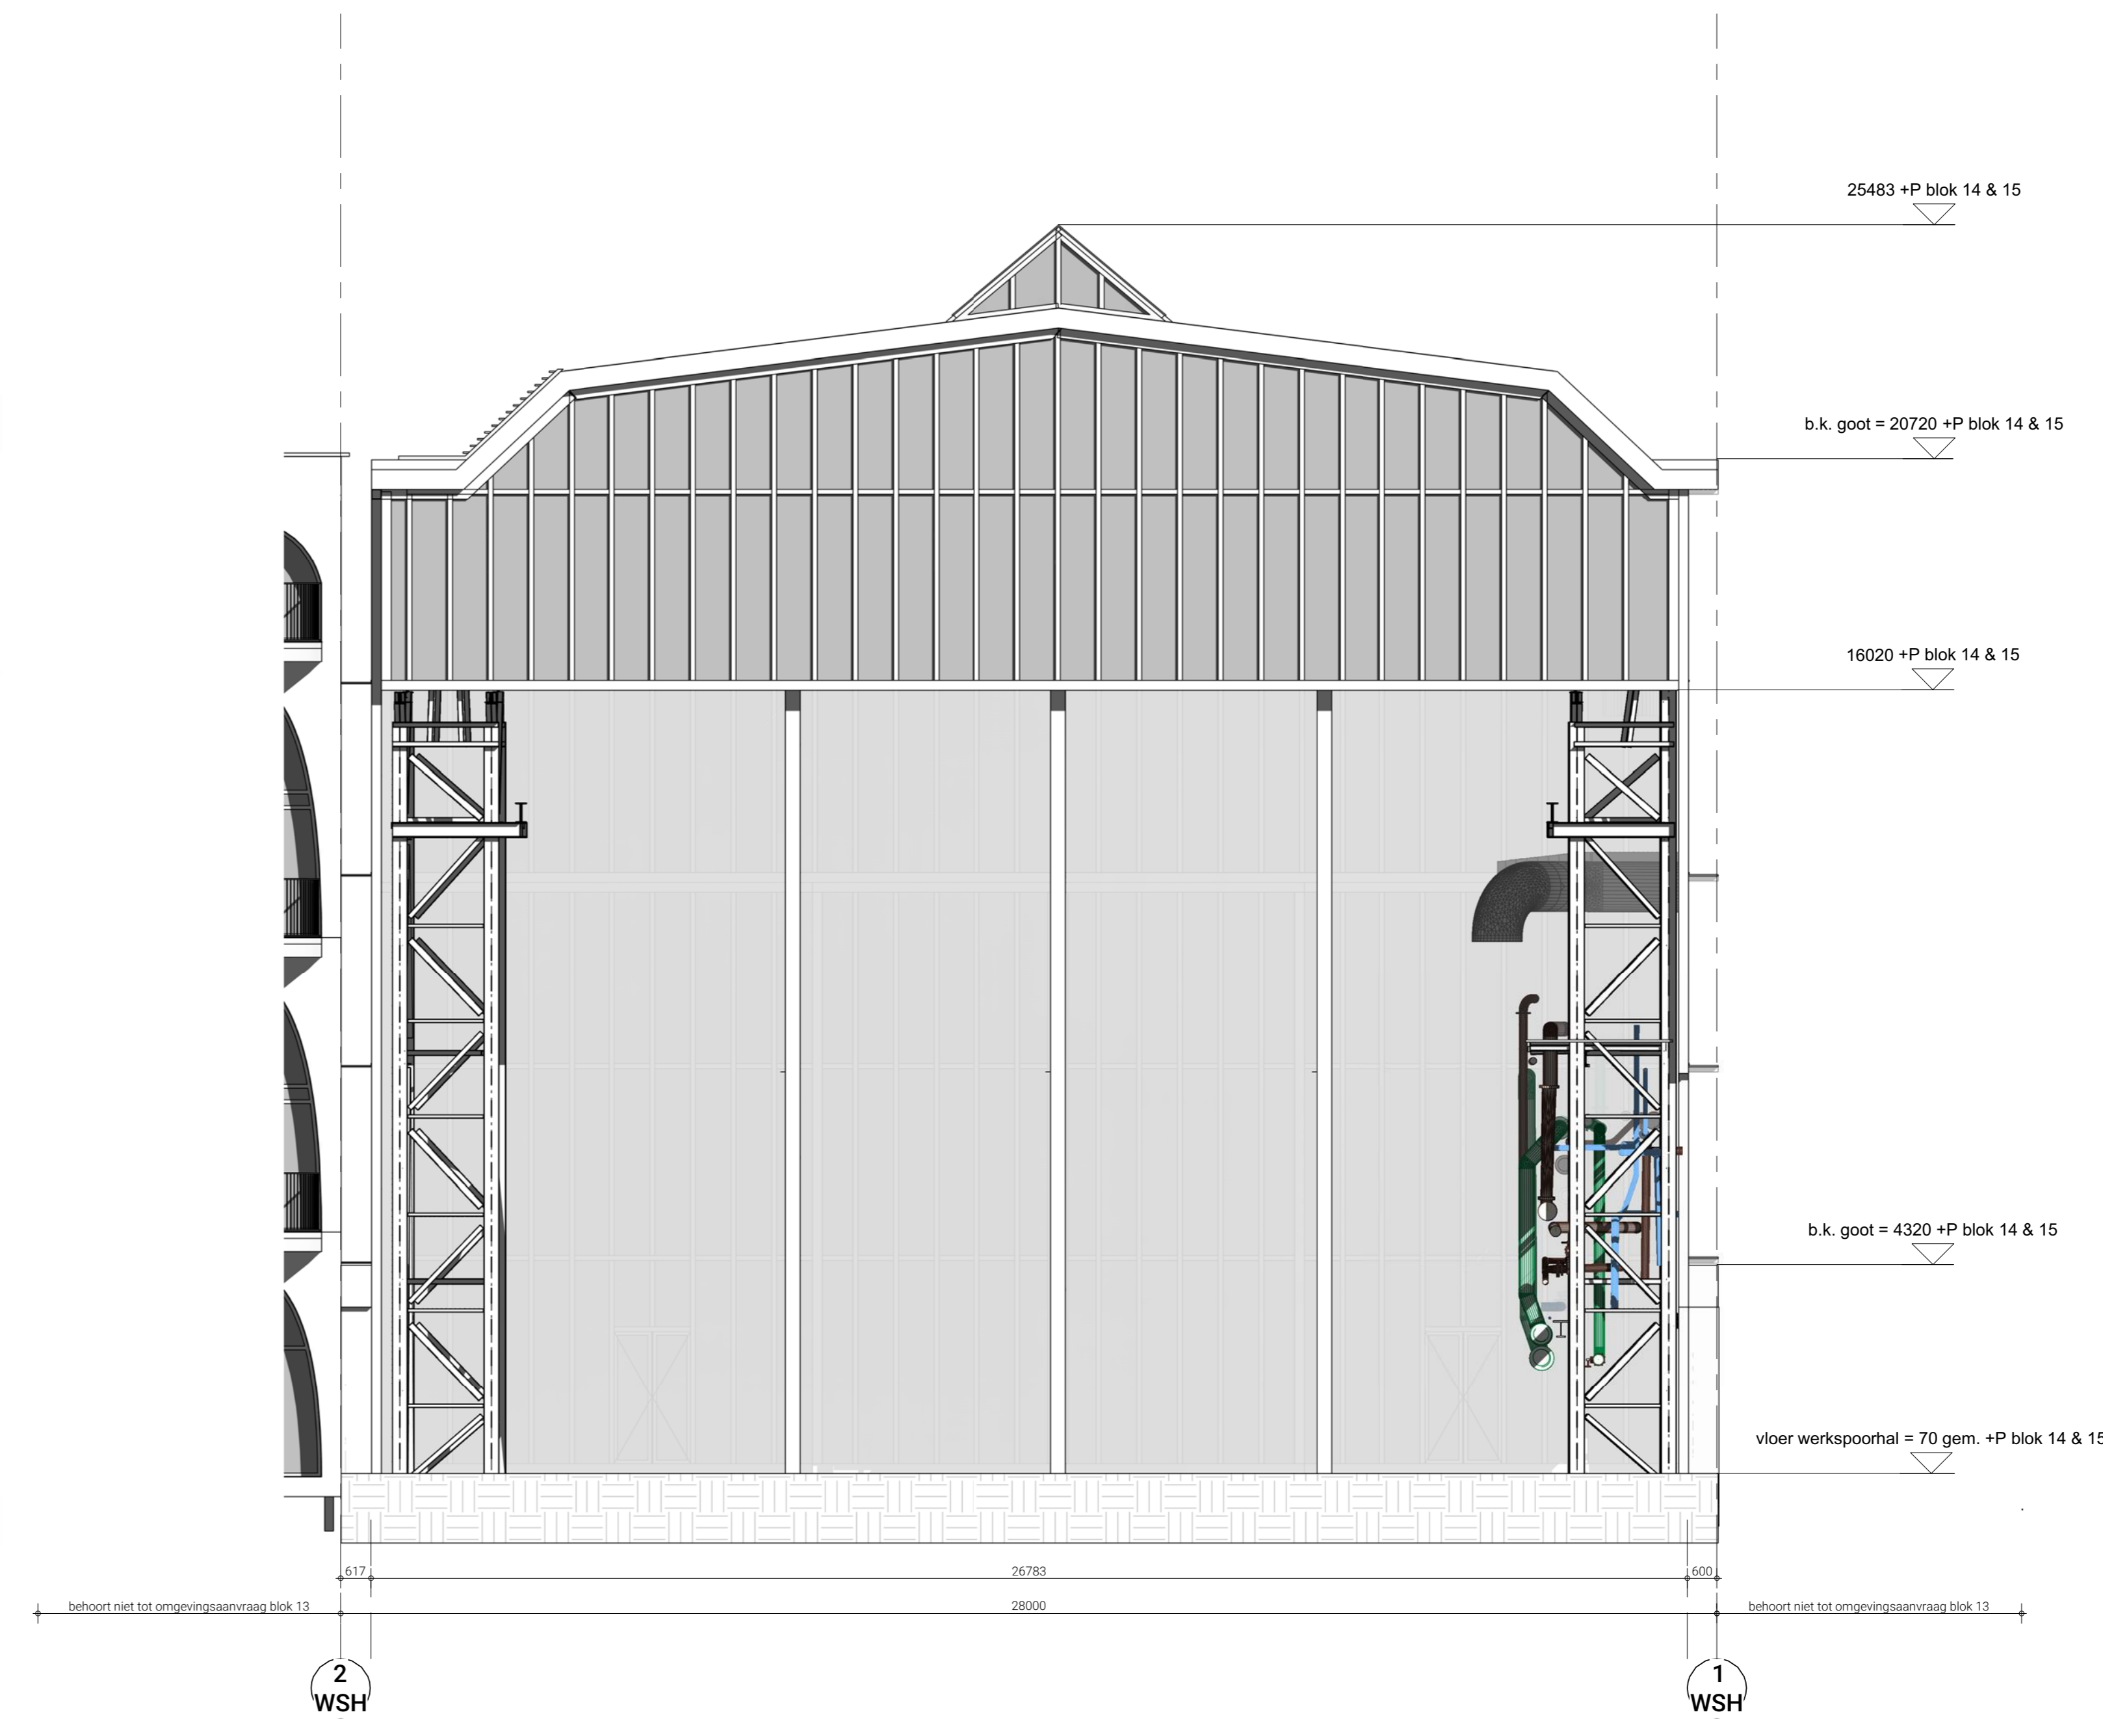 25483 +P blok 14 & 15
b.k. goot = 20720 +P blok 14 & 15
16020 +P blok 14 & 15
b.k. goot = 4320 +P blok 14 & 15
vloer werkspoorhal = 70 gem. +P blok 14 & 15
617
26783
600
behoort niet tot omgevingsaanvraag blok 13
28000
behoort niet tot omgevingsaanvraag blok 13
2
WSH
1
WSH